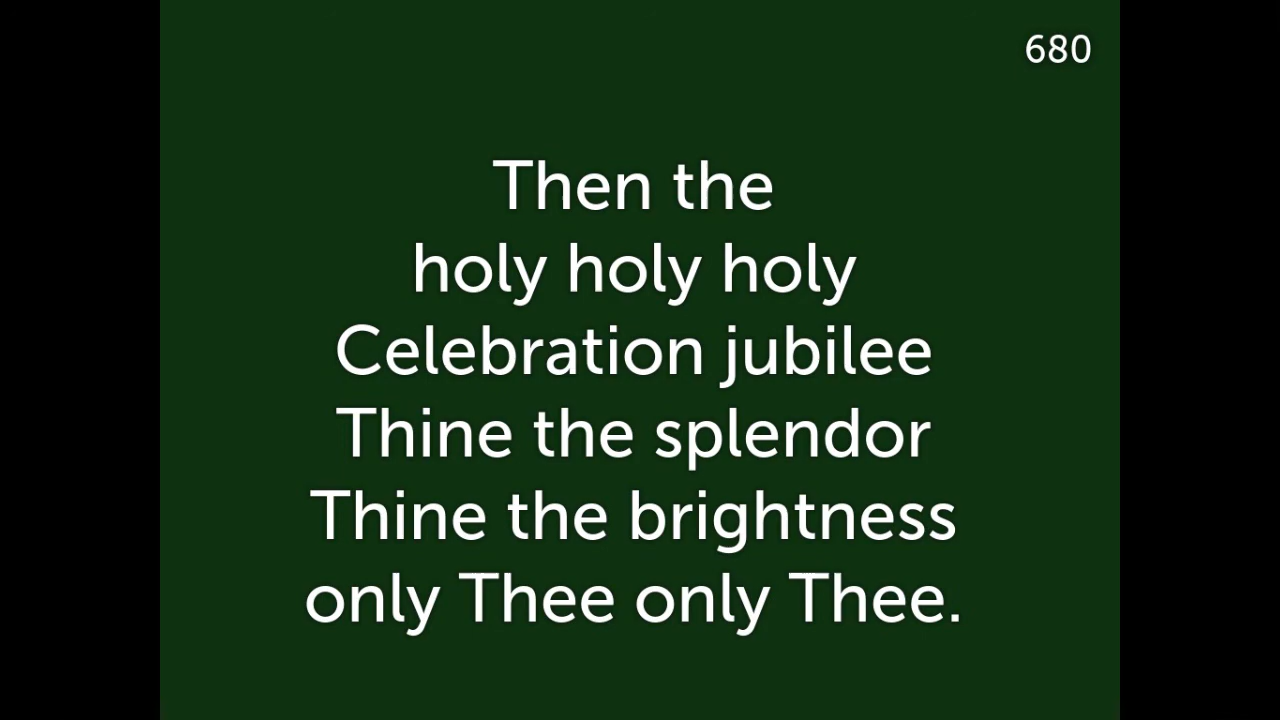 680
Then the
holy holy holy
Celebration jubilee
Thine the splendor
Thine the brightness
only Thee only Thee.